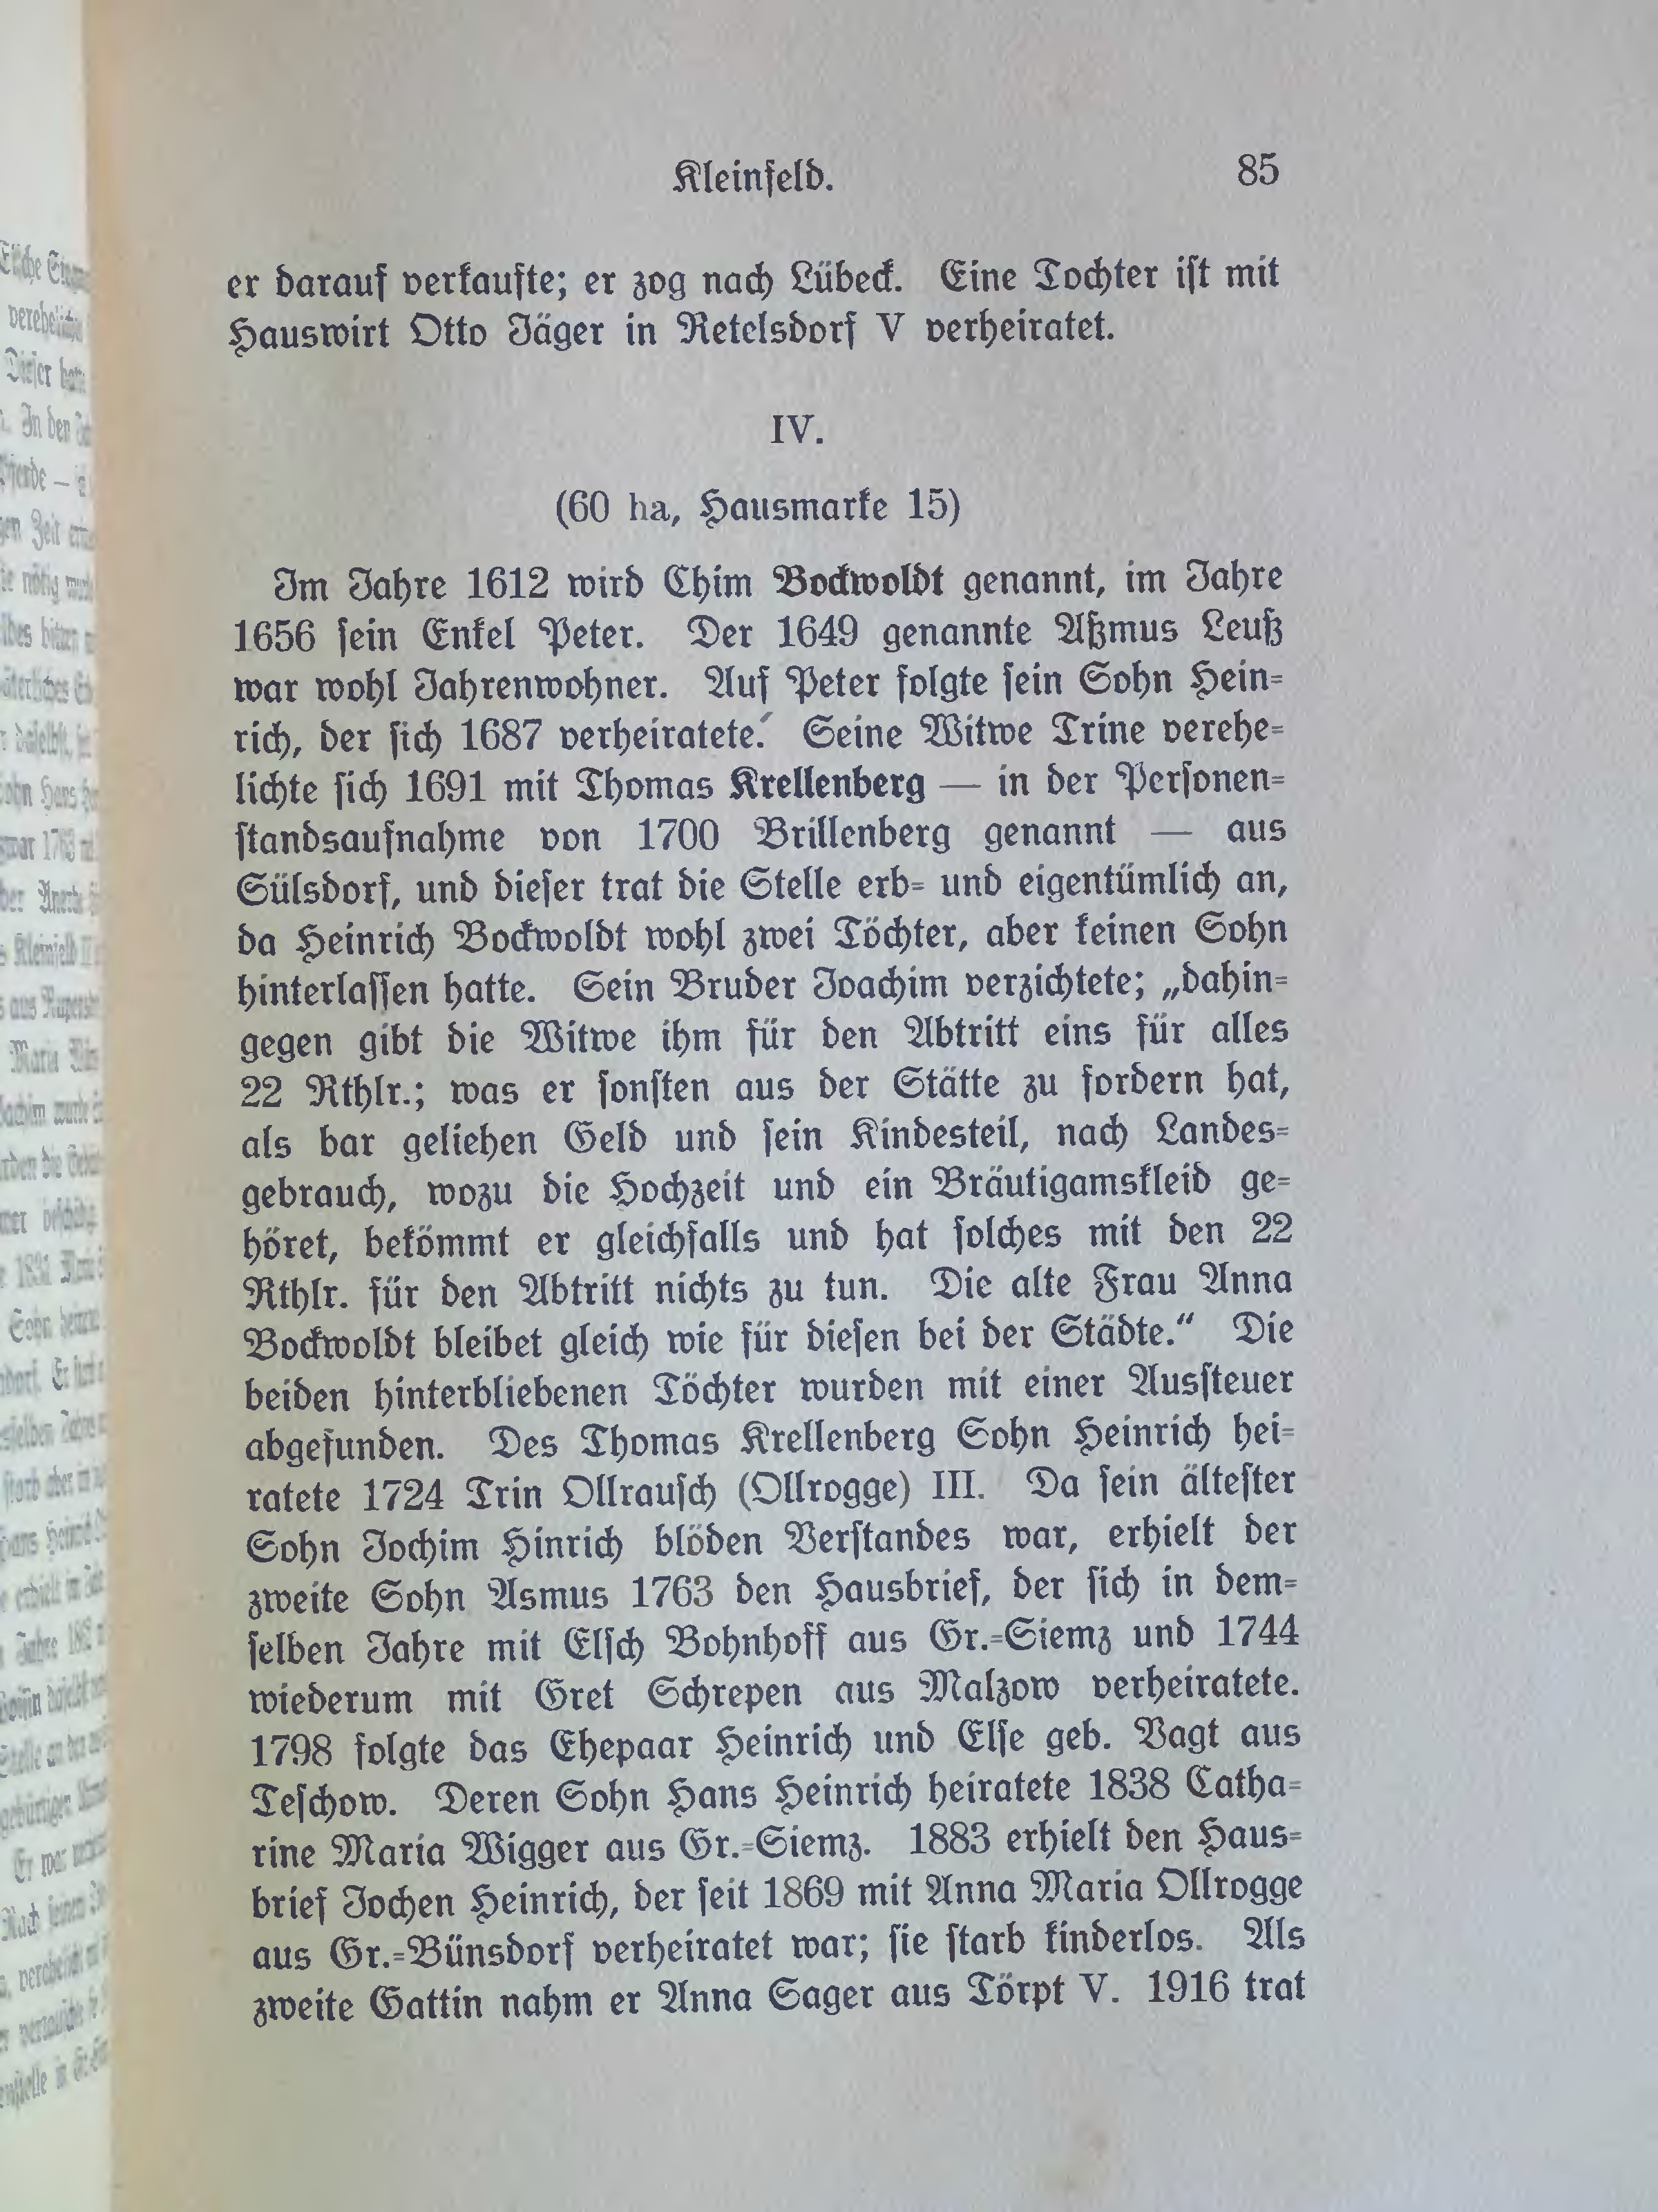 Kleinfeld. 85
er darauf verkaufte; er zog nach Lübeck. Eine Tochter ist mit
Hauswirt Otto Jäger in Retelsdorf V verheiratet.
IV.
(60 ha, Hausmarke 15)
Im Jahre 1612 wird Chim Bockwoldt genannt, im Jahre
1656 sein Enkel Peter. Der 1649 genannte Aßmus Leuß
war wohl Jahrenwohner. Auf Peter folgte sein Sohn Hein-
rich, der sich 1687 verheiratete. Seine Witwe Trine verehe-
lichte sich 1691 mit Thomas Krellenberg — in der Personen-
standsaufnahme von 1700 Brillenberg genannt — aus
Sülsdorf, und dieser trat die Stelle erb- und eigentümlich an,
da Heinrich Bockwoldt wohl zwei Töchter, aber keinen Sohn
hinterlassen hatte. Sein Bruder Joachim verzichtete; „dahin-
gegen gibt die Witwe ihm für den Abtritt eins für alles
22 Rthlr.; was er sonsten aus der Stätte zu fordern hat,
als bar geliehen Geld und sein Kindesteil, nach Landes-
gebrauch, wozu die Hochzeit und ein Bräutigamskleid ge-
höret, bekömmt er gleichfalls und hat solches mit den 22
Rthlr. für den Abtritt nichts zu tun. Die alte Frau Anna
Bockwoldt bleibet gleich wie für diesen bei der Städte.“ Die
beiden hinterbliebenen Töchter wurden mit einer Aussteuer
abgefunden. Des Thomas Krellenberg Sohn Heinrich hei-
ratete 1724 Trin Ollrausch (Ollrogge) III. Da sein ältester
Sohn Jochim Hinrich blöden Verstandes war, erhielt der
zweite Sohn Asmus 1763 den Hausbrief, der sich in dem-
selben Jahre mit Elsch Bohnhoff aus Gr.-Siemz und 1744
wiederum mit Gret Schrepen aus Malzow verheiratete.
1798 folgte das Ehepaar Heinrich und Else geb. Vagt aus
Teschow. Deren Sohn Hans Heinrich heiratete 1838 Catha-
rine Maria Wigger aus Gr.-Siemz. 1883 erhielt den Haus-
brief Jochen Heinrich, der seit 1869 mit Anna Maria Ollrogge
aus Gr.-Bünsdorf verheiratet war; sie starb kinderlos. Als
zweite Gattin nahm er Anna Sager aus Törpt V. 1916 trat